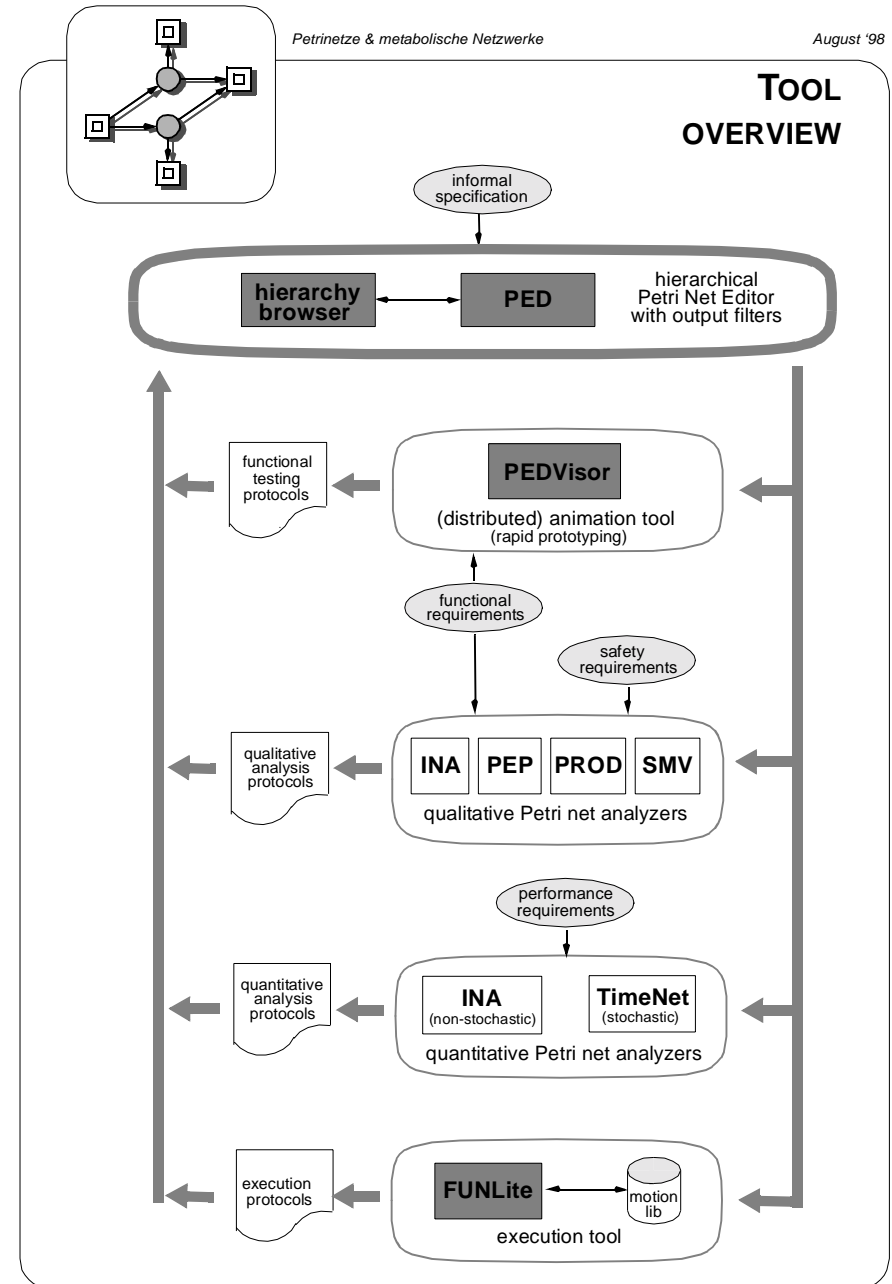 Petrinetze & metabolische Netzwerke
August ‘98
TOOL
OVERVIEW
informal
specification
hierarchy
browser
PED
hierarchical
Petri Net Editor
with output filters
functional
testing
protocols
PEDVisor
(distributed) animation tool
(rapid prototyping)
functional
requirements
safety
requirements
qualitative
analysis
protocols
INA
PEP
PROD
SMV
qualitative Petri net analyzers
performance
requirements
quantitative
analysis
protocols
INA
(non-stochastic)
TimeNet
(stochastic)
quantitative Petri net analyzers
execution
protocols
FUNLite
motion
lib
execution tool